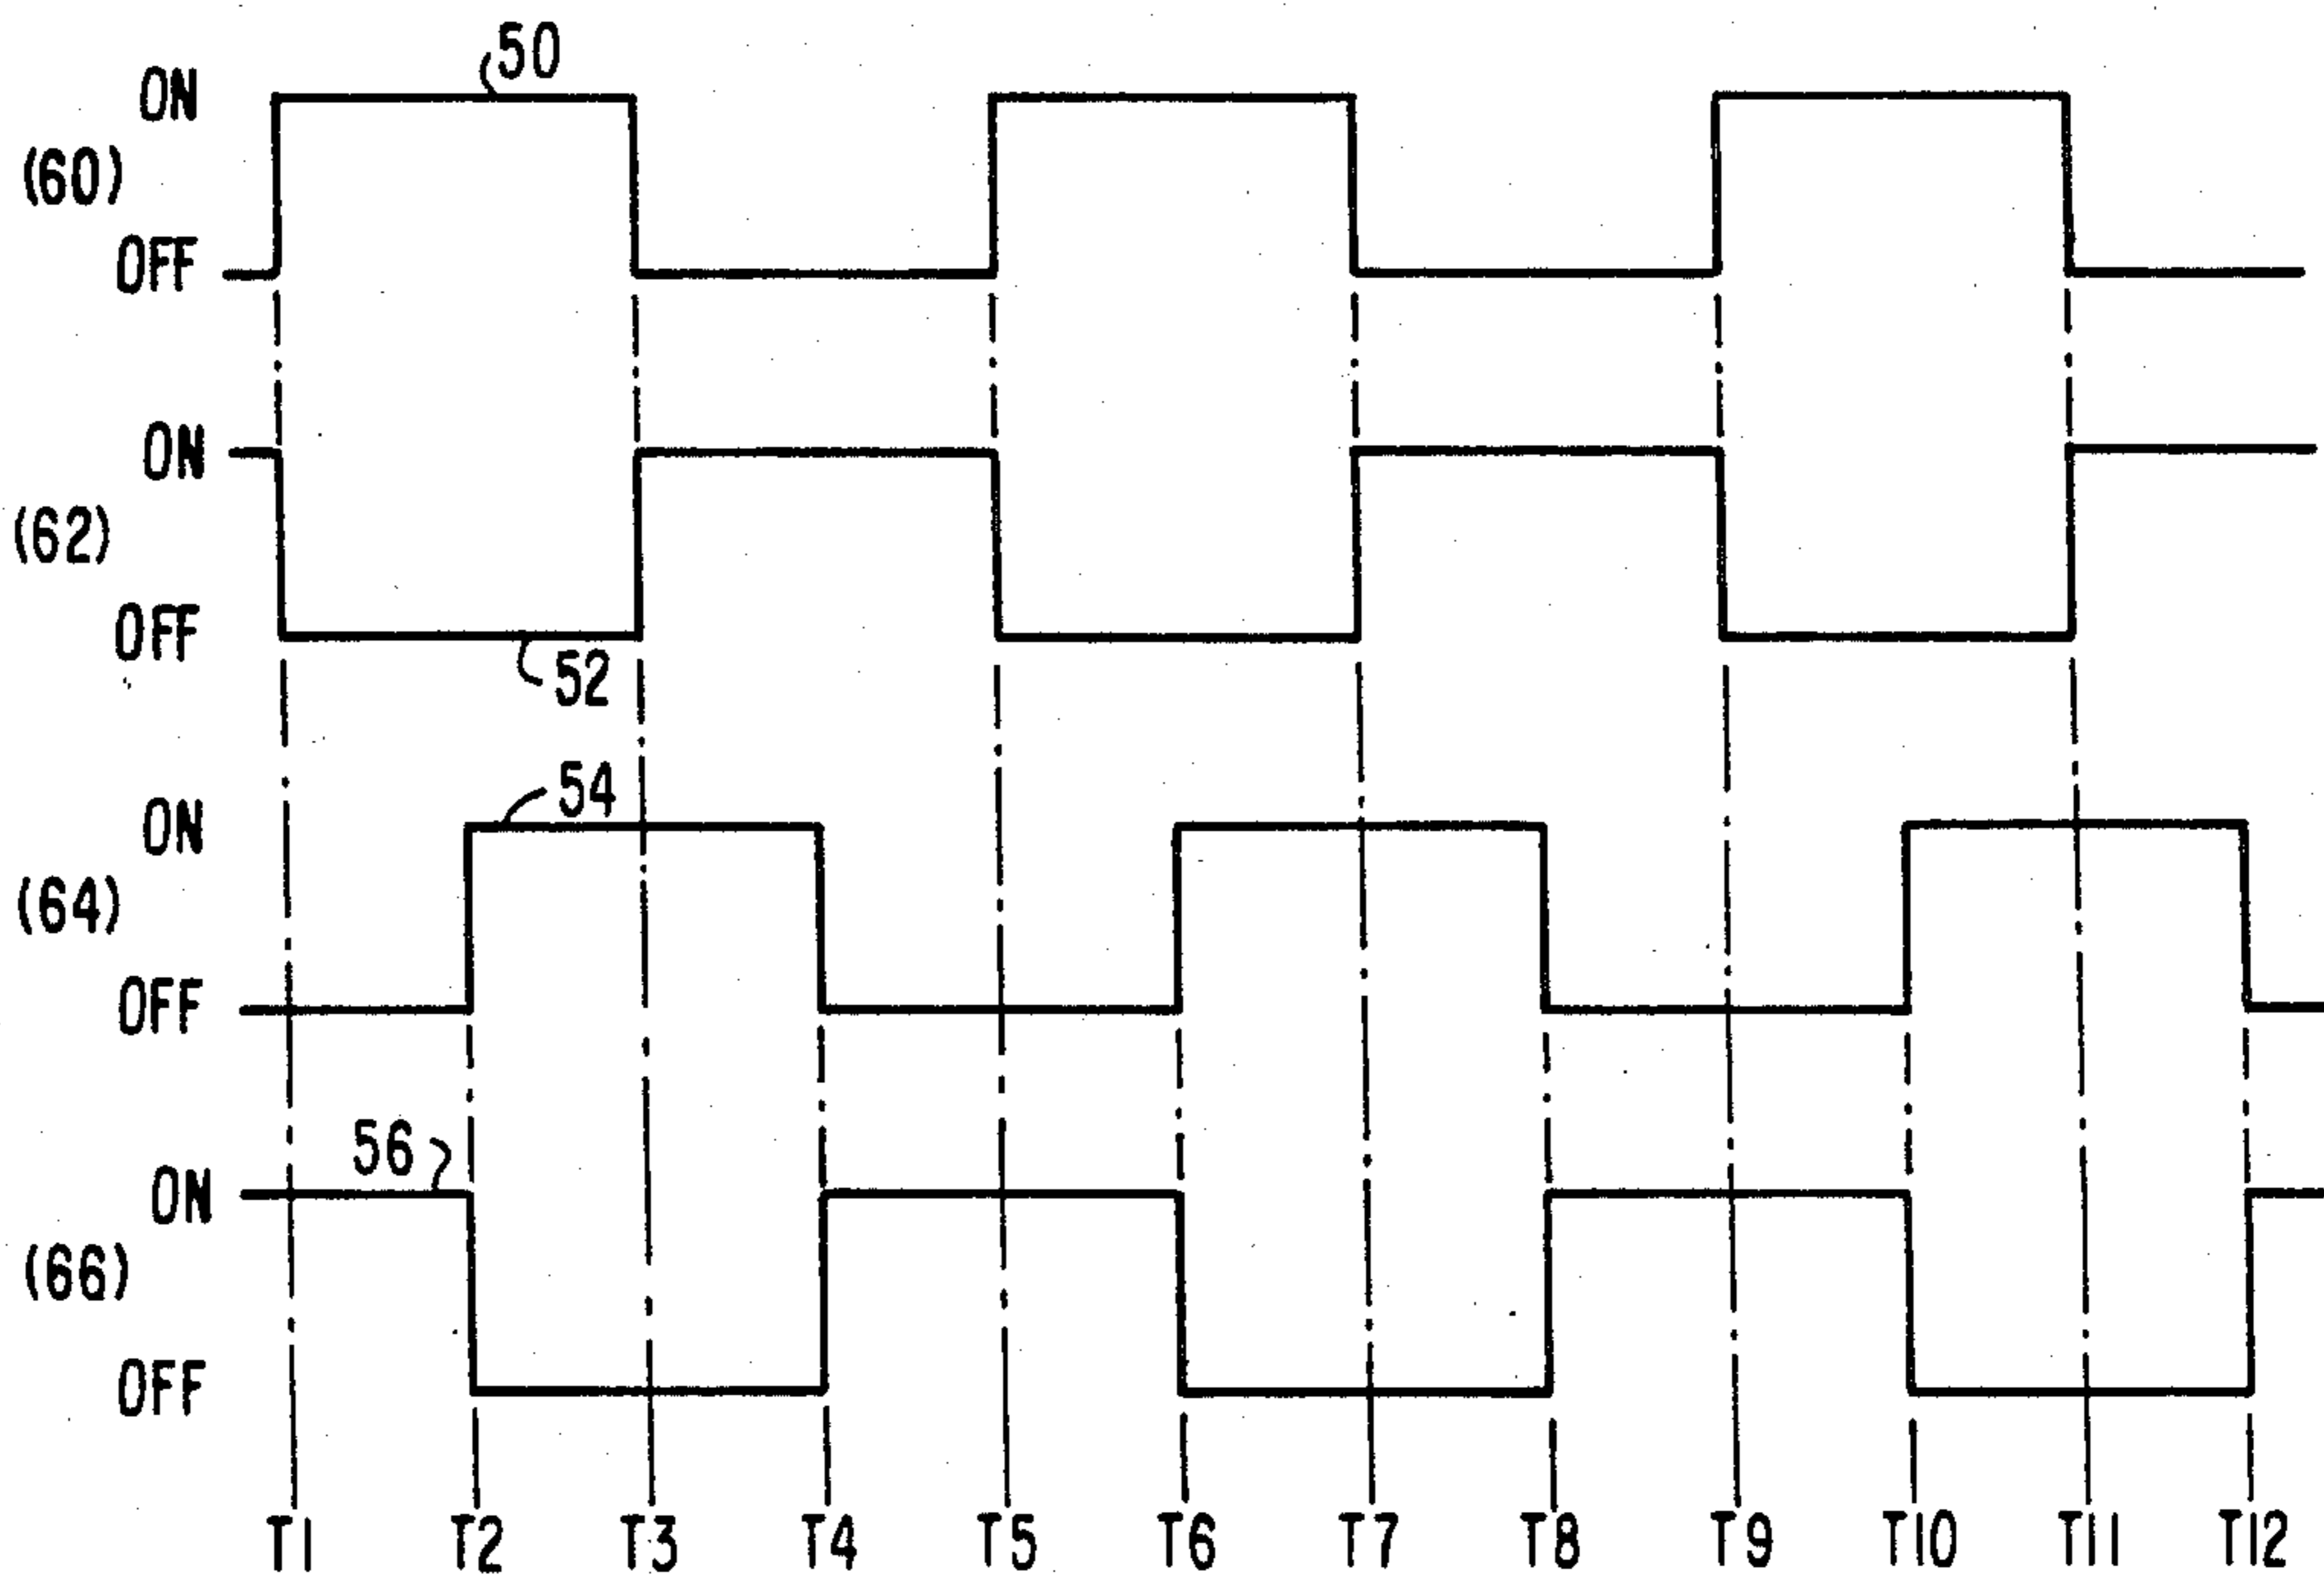 50
ON
(60)
OFF
ON
(62)
OFF
52
54
ON
(64)
OFF
56
ON
(66)
OFF
T1 T2 T3 T4 T5 T6 T7 T8 T9 T10 T11 T12